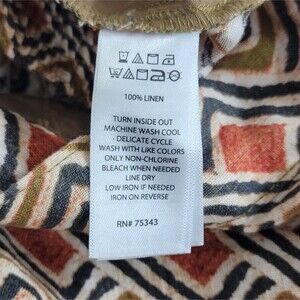 100% LINEN
TURN INSIDE OUT
MACHINE WASH COOL
DELICATE CYCLE
WASH WITH LIKE COLORS
ONLY NON-CHLORINE
BLEACH WHEN NEEDED
LINE DRY
LOW IRON IF NEEDED
IRON ON REVERSE
RN# 75343